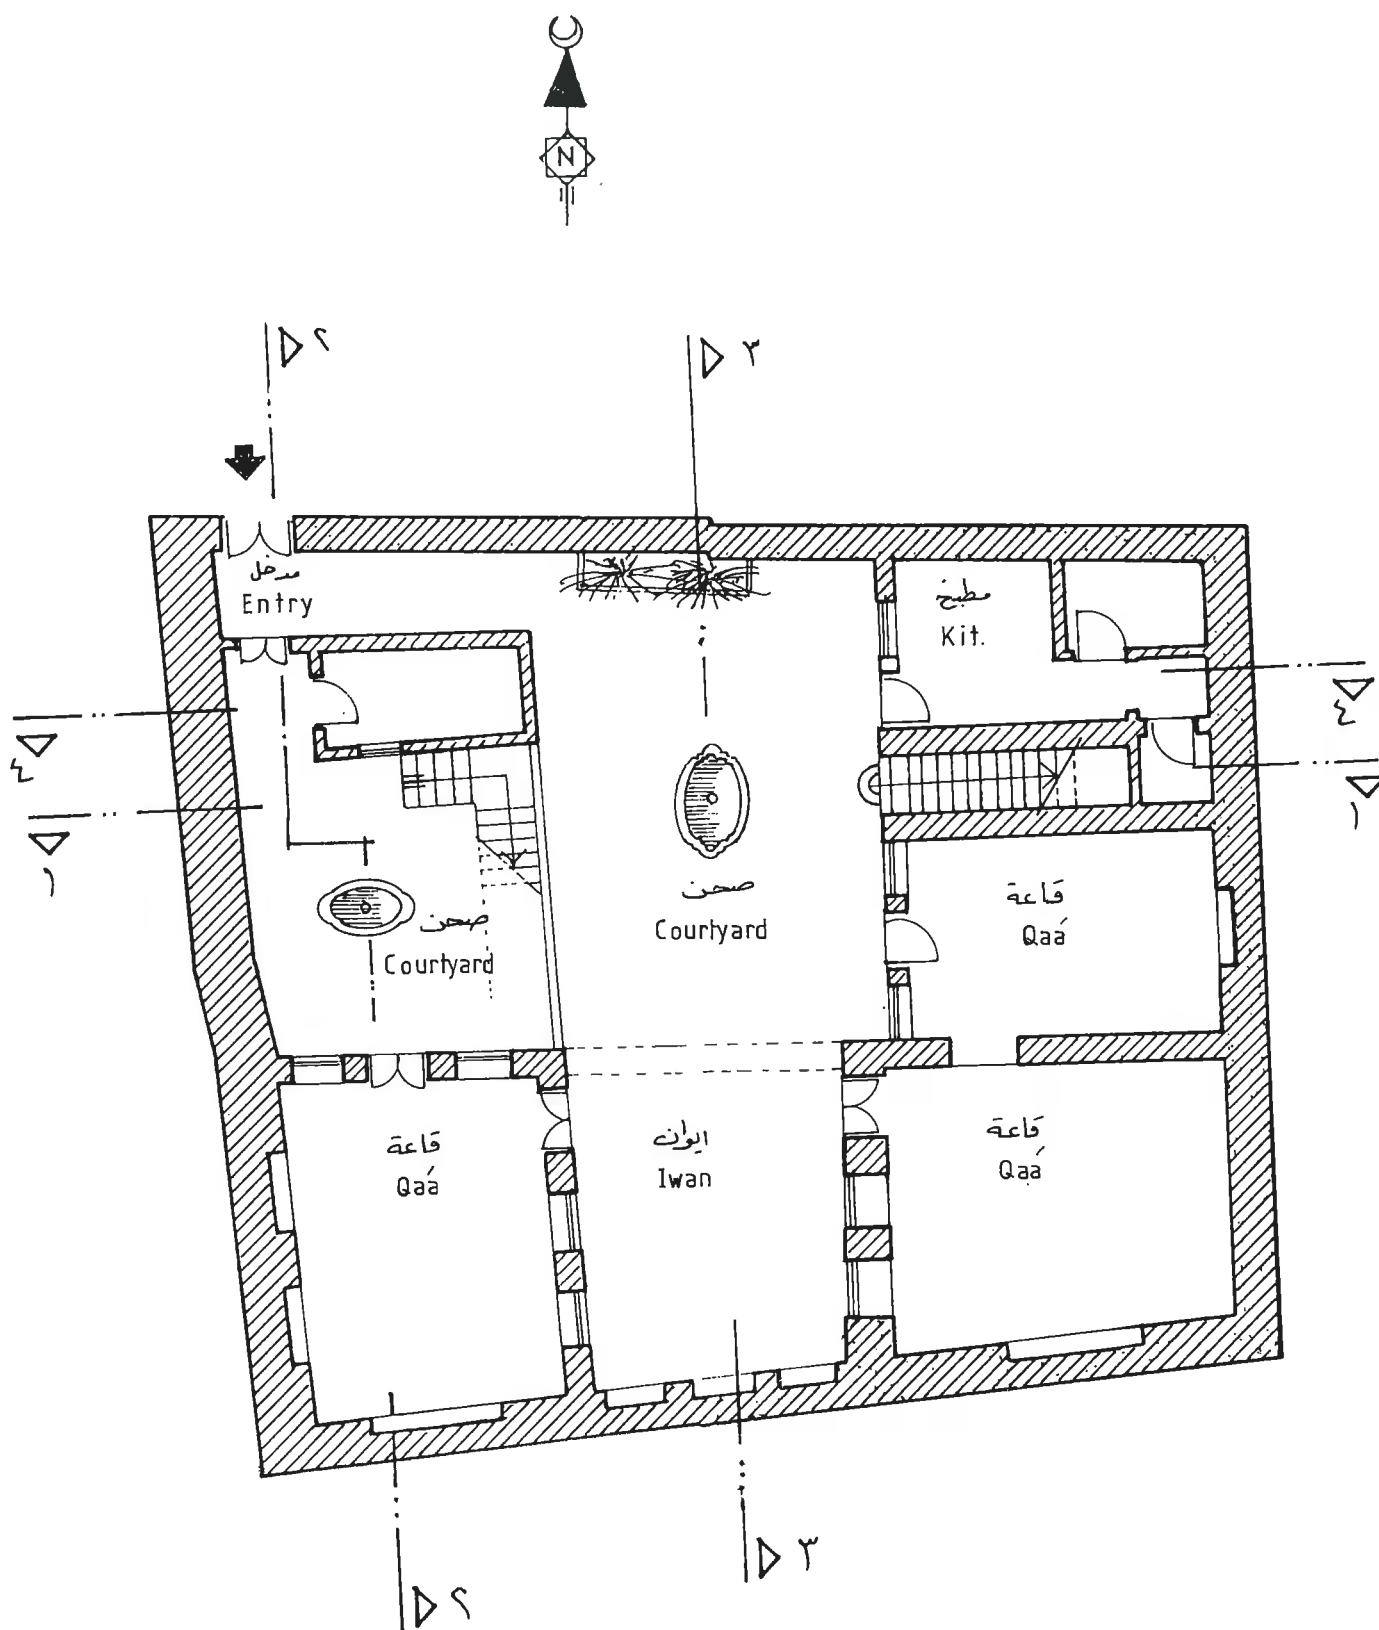 N
٢
٣
مدخل
Entry
مطبخ
Kit.
٤
٤
١
١
صحن
Courtyard
صحن
Courtyard
قاعة
Qaá
قاعة
Qaá
ايوان
Iwan
قاعة
Qaá
٣
٢